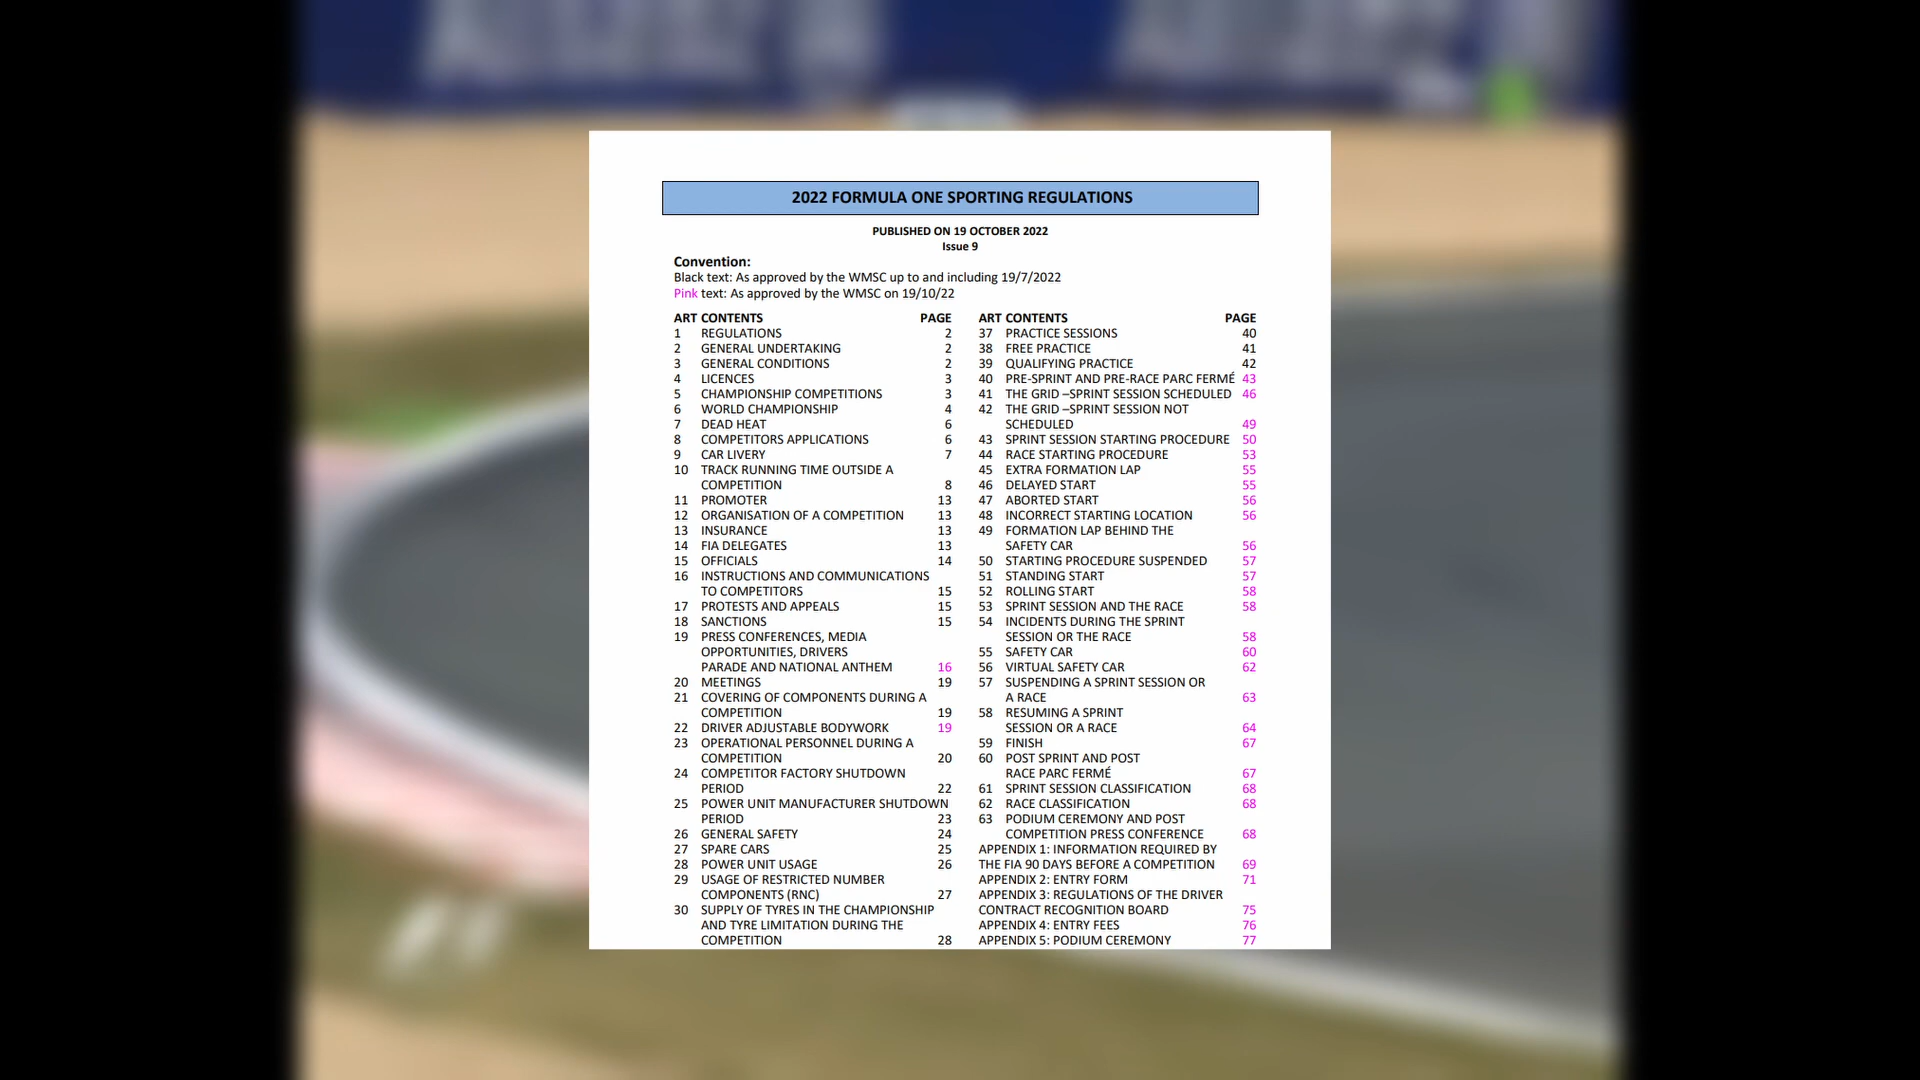 2022 FORMULA ONE SPORTING REGULATIONS
PUBLISHED ON 19 OCTOBER 2022
Issue 9
Convention:
Black text: As approved by the WMSC up to and including 19/7/2022
Pink text: As approved by the WMSC on 19/10/22
ART CONTENTS PAGE
1 REGULATIONS 2
2 GENERAL UNDERTAKING 2
3 GENERAL CONDITIONS 2
4 LICENCES 3
5 CHAMPIONSHIP COMPETITIONS 3
6 WORLD CHAMPIONSHIP 4
7 DEAD HEAT 6
8 COMPETITORS APPLICATIONS 6
9 CAR LIVERY 7
10 TRACK RUNNING TIME OUTSIDE A
COMPETITION 8
11 PROMOTER 13
12 ORGANISATION OF A COMPETITION 13
13 INSURANCE 13
14 FIA DELEGATES 13
15 OFFICIALS 14
16 INSTRUCTIONS AND COMMUNICATIONS
TO COMPETITORS 15
17 PROTESTS AND APPEALS 15
18 SANCTIONS 15
19 PRESS CONFERENCES, MEDIA
OPPORTUNITIES, DRIVERS
PARADE AND NATIONAL ANTHEM 16
20 MEETINGS 19
21 COVERING OF COMPONENTS DURING A
COMPETITION 19
22 DRIVER ADJUSTABLE BODYWORK 19
23 OPERATIONAL PERSONNEL DURING A
COMPETITION 20
24 COMPETITOR FACTORY SHUTDOWN
PERIOD 22
25 POWER UNIT MANUFACTURER SHUTDOWN
PERIOD 23
26 GENERAL SAFETY 24
27 SPARE CARS 25
28 POWER UNIT USAGE 26
29 USAGE OF RESTRICTED NUMBER
COMPONENTS (RNC) 27
30 SUPPLY OF TYRES IN THE CHAMPIONSHIP
AND TYRE LIMITATION DURING THE
COMPETITION 28
ART CONTENTS PAGE
37 PRACTICE SESSIONS 40
38 FREE PRACTICE 41
39 QUALIFYING PRACTICE 42
40 PRE-SPRINT AND PRE-RACE PARC FERMÉ 43
41 THE GRID –SPRINT SESSION SCHEDULED 46
42 THE GRID –SPRINT SESSION NOT
SCHEDULED 49
43 SPRINT SESSION STARTING PROCEDURE 50
44 RACE STARTING PROCEDURE 53
45 EXTRA FORMATION LAP 55
46 DELAYED START 55
47 ABORTED START 56
48 INCORRECT STARTING LOCATION 56
49 FORMATION LAP BEHIND THE
SAFETY CAR 56
50 STARTING PROCEDURE SUSPENDED 57
51 STANDING START 57
52 ROLLING START 58
53 SPRINT SESSION AND THE RACE 58
54 INCIDENTS DURING THE SPRINT
SESSION OR THE RACE 58
55 SAFETY CAR 60
56 VIRTUAL SAFETY CAR 62
57 SUSPENDING A SPRINT SESSION OR
A RACE 63
58 RESUMING A SPRINT
SESSION OR A RACE 64
59 FINISH 67
60 POST SPRINT AND POST
RACE PARC FERMÉ 67
61 SPRINT SESSION CLASSIFICATION 68
62 RACE CLASSIFICATION 68
63 PODIUM CEREMONY AND POST
COMPETITION PRESS CONFERENCE 68
APPENDIX 1: INFORMATION REQUIRED BY
THE FIA 90 DAYS BEFORE A COMPETITION 69
APPENDIX 2: ENTRY FORM 71
APPENDIX 3: REGULATIONS OF THE DRIVER
CONTRACT RECOGNITION BOARD 75
APPENDIX 4: ENTRY FEES 76
APPENDIX 5: PODIUM CEREMONY 77